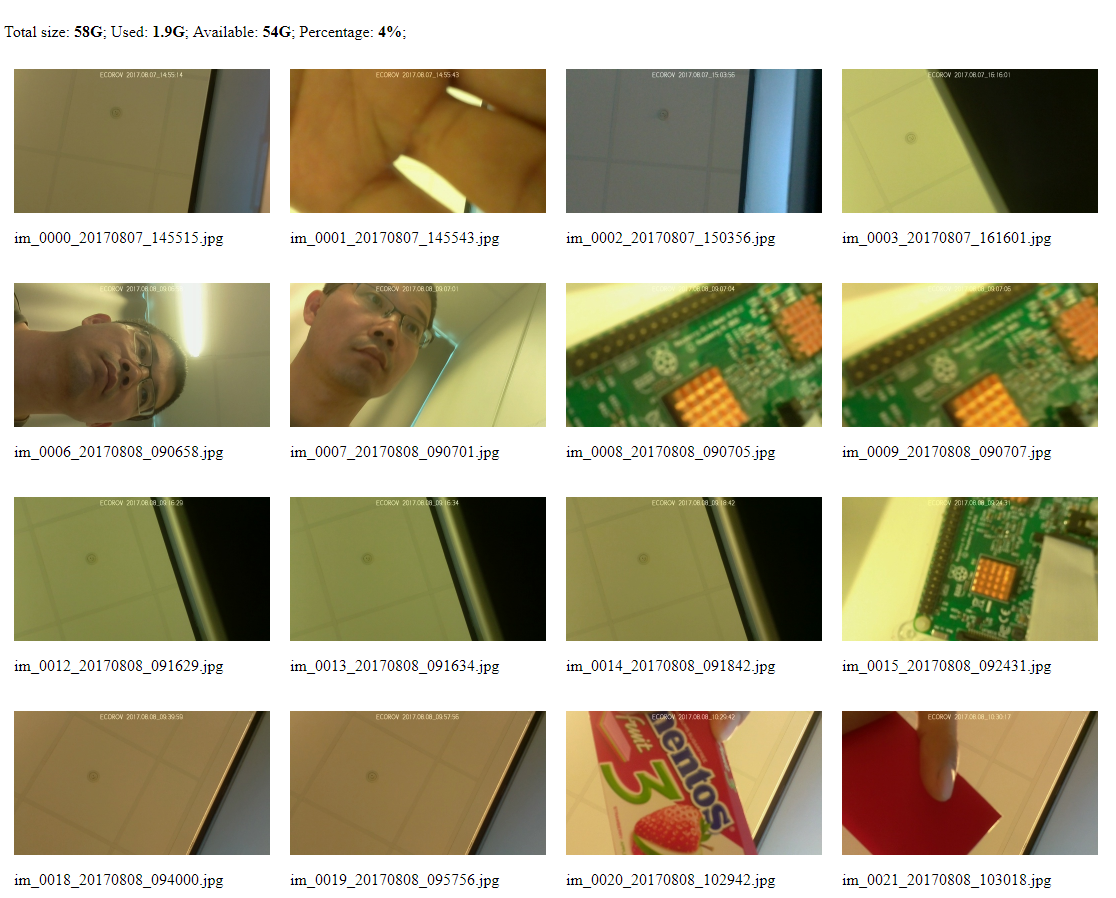 Total size: 58G; Used: 1.9G; Available: 54G; Percentage: 4%;
ECOROV 2017.08.07_14:55:14
ECOROV 2017.08.07_14:55:43
ECOROV 2017.08.07_15:03:56
ECOROV 2017.08.07_16:16:01
im_0000_20170807_145515.jpg
im_0001_20170807_145543.jpg
im_0002_20170807_150356.jpg
im_0003_20170807_161601.jpg
ECOROV 2017.08.08_09:06:
ECOROV 2017.08.08_09:07:01
ECOROV 2017.08.08_09:07:04
ECOROV 2017.08.08_09:07:06
im_0006_20170808_090658.jpg
im_0007_20170808_090701.jpg
im_0008_20170808_090705.jpg
im_0009_20170808_090707.jpg
ECOROV 2017.08.08_09:16:29
ECOROV 2017.08.08_09:16:34
ECOROV 2017.08.08_09:18:42
ECOROV 2017.08.08_09:24:31
im_0012_20170808_091629.jpg
im_0013_20170808_091634.jpg
im_0014_20170808_091842.jpg
im_0015_20170808_092431.jpg
ECOROV 2017.08.08_09:39:59
ECOROV 2017.08.08_09:57:56
ECOROV 2017.08.08_10:29:42
ECOROV 2017.08.08_10:30:17
fruit
mentos
3
im_0018_20170808_094000.jpg
im_0019_20170808_095756.jpg
im_0020_20170808_102942.jpg
im_0021_20170808_103018.jpg